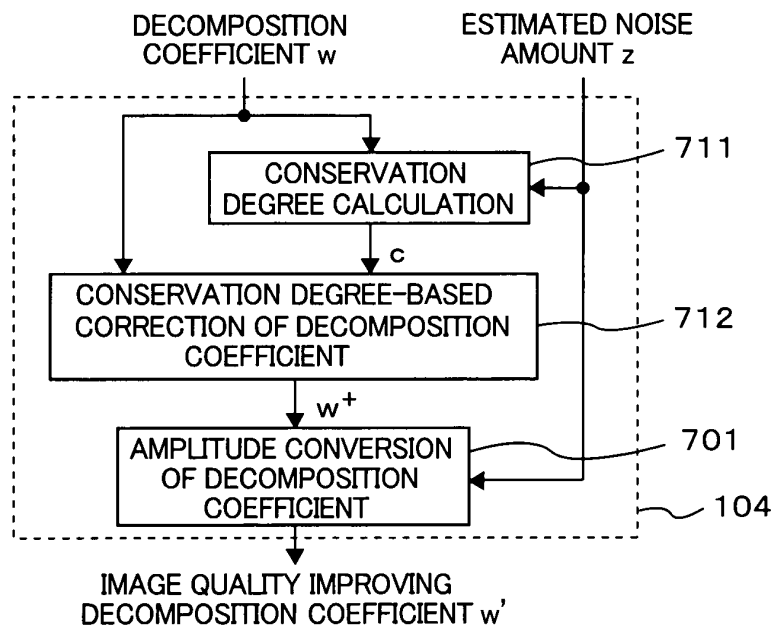 DECOMPOSITION
COEFFICIENT w
ESTIMATED NOISE
AMOUNT z
CONSERVATION
DEGREE CALCULATION
711
c
CONSERVATION DEGREE-BASED
CORRECTION OF DECOMPOSITION
COEFFICIENT
712
w+
AMPLITUDE CONVERSION
OF DECOMPOSITION
COEFFICIENT
701
104
IMAGE QUALITY IMPROVING
DECOMPOSITION COEFFICIENT w'